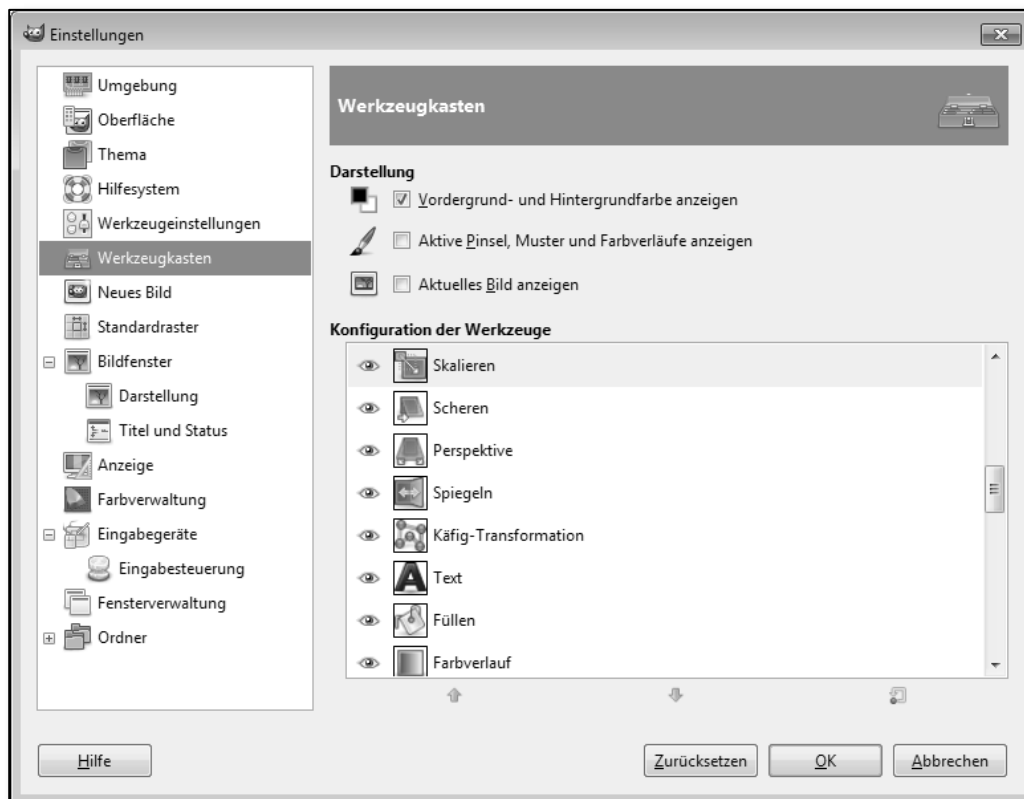 Einstellungen
Umgebung
Oberfläche
Thema
Hilfesystem
Werkzeugeinstellungen
Werkzeugkasten
Neues Bild
Standardraster
Bildfenster
Darstellung
Titel und Status
Anzeige
Farbverwaltung
Eingabegeräte
Eingabesteuerung
Fensterverwaltung
Ordner
Werkzeugkasten
Darstellung
Vordergrund- und Hintergrundfarbe anzeigen
Aktive Pinsel, Muster und Farbverläufe anzeigen
Aktuelles Bild anzeigen
Konfiguration der Werkzeuge
Skalieren
Scheren
Perspektive
Spiegeln
Käfig-Transformation
Text
Füllen
Farbverlauf
Hilfe
Zurücksetzen
OK
Abbrechen